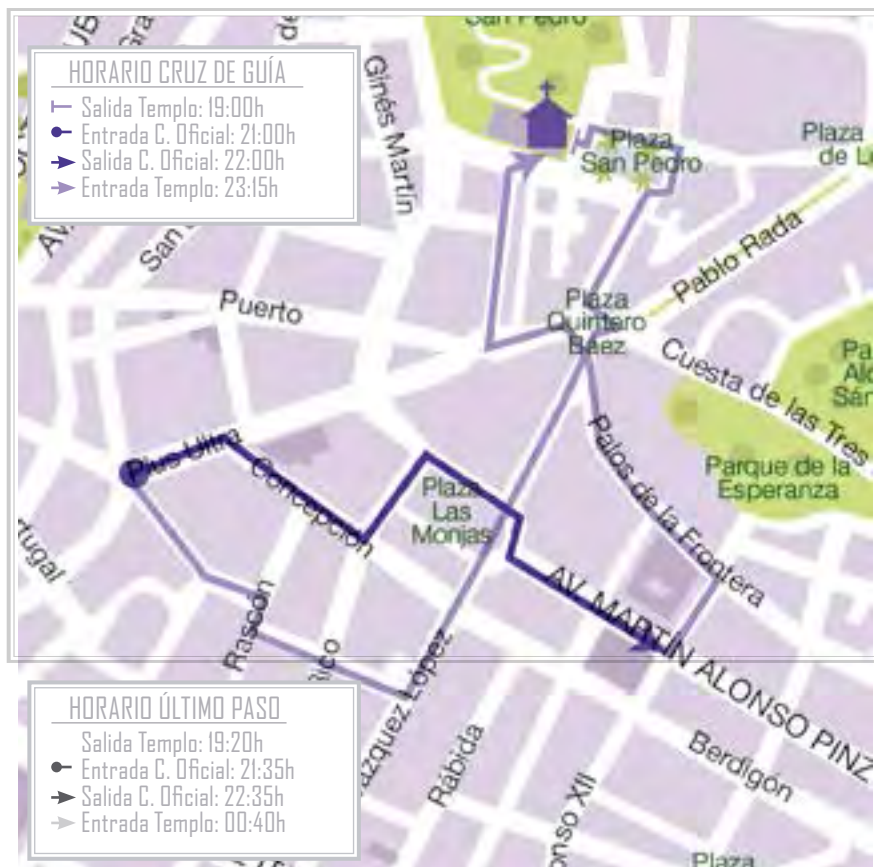 San Pedro
HORARIO CRUZ DE GUÍA
Salida Templo: 19:00h
Entrada C. Oficial: 21:00h
Salida C. Oficial: 22:00h
Entrada Templo: 23:15h
Ginés Martín
Plaza
San Pedro
Plaza
de
San
Pablo Rada
Puerto
Plaza
Quintero
Báez
Cuesta de las Tres
Palos de la Frontera
Parque de la
Esperanza
Plus Ultra
Concepción
Plaza
Las
Monjas
AV. MARTÍN ALONSO PINZ
Rascón
Vázquez López
Rábida
Berdigón
Plaza
HORARIO ÚLTIMO PASO
Salida Templo: 19:20h
Entrada C. Oficial: 21:35h
Salida C. Oficial: 22:35h
Entrada Templo: 00:40h